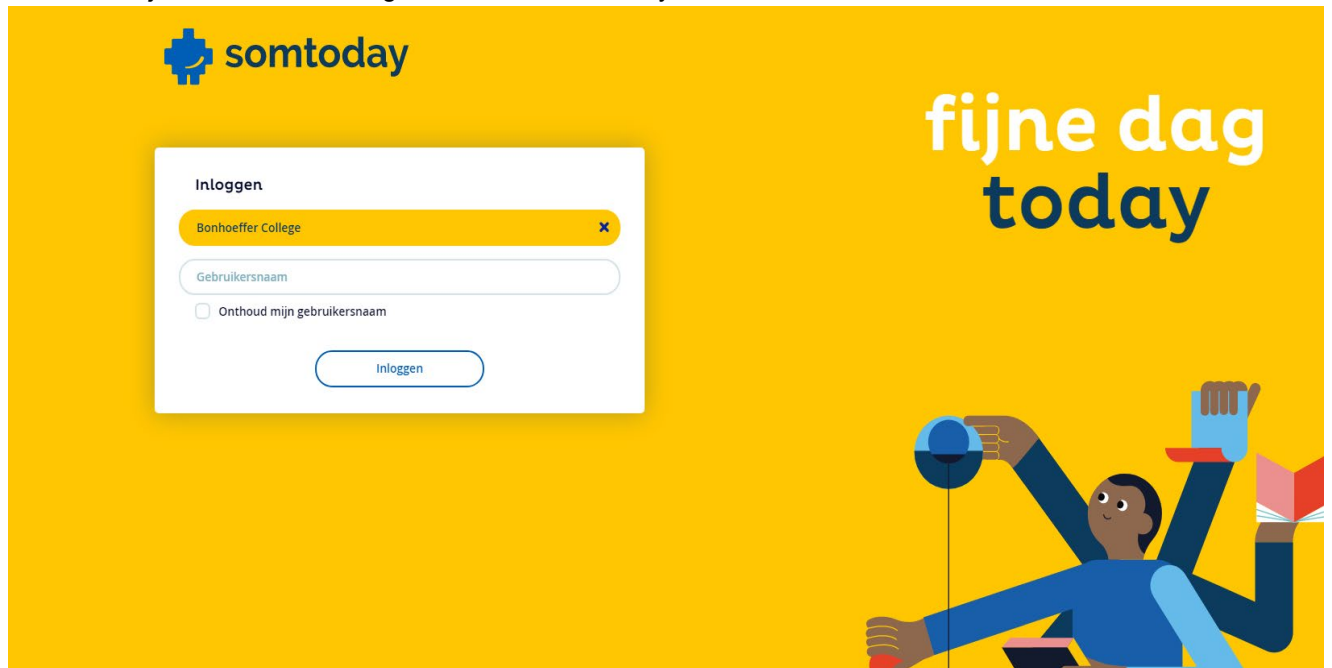 somtoday
fijne dag
today
Inloggen
Bonhoeffer College
Gebruikersnaam
Onthoud mijn gebruikersnaam
Inloggen